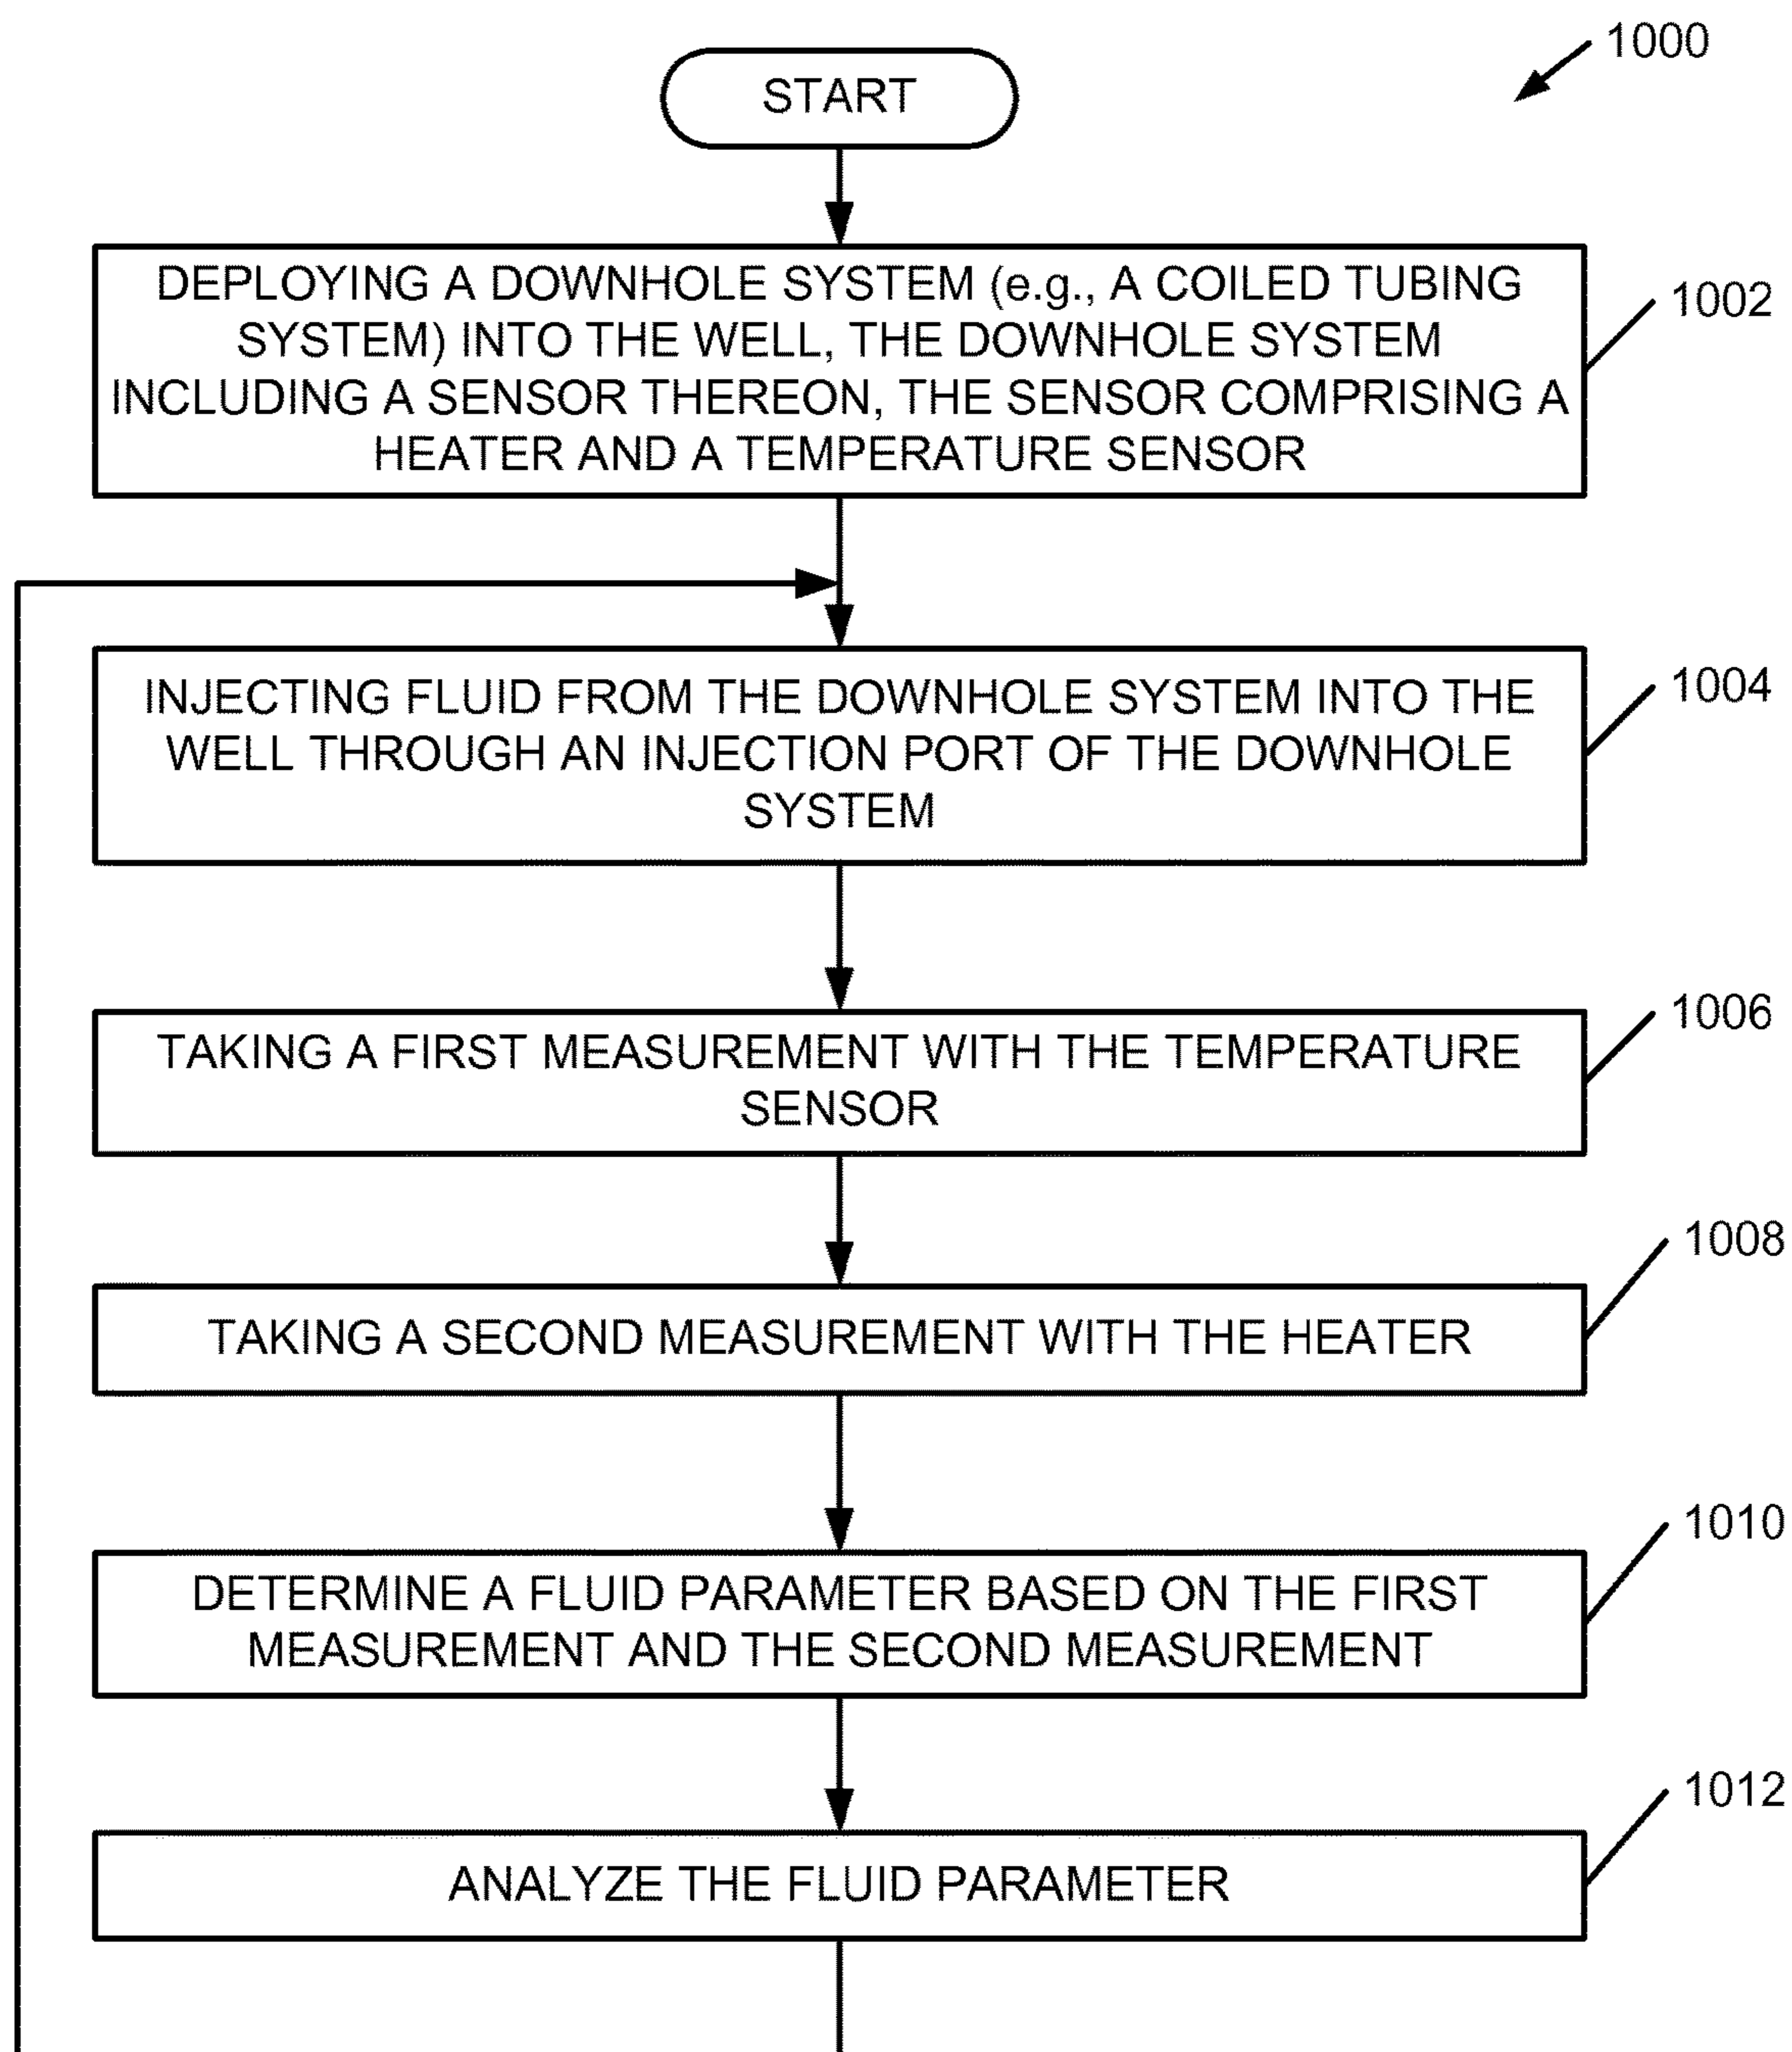 1000
START
DEPLOYING A DOWNHOLE SYSTEM (e.g., A COILED TUBING
SYSTEM) INTO THE WELL, THE DOWNHOLE SYSTEM
INCLUDING A SENSOR THEREON, THE SENSOR COMPRISING A
HEATER AND A TEMPERATURE SENSOR
1002
INJECTING FLUID FROM THE DOWNHOLE SYSTEM INTO THE
WELL THROUGH AN INJECTION PORT OF THE DOWNHOLE
SYSTEM
1004
TAKING A FIRST MEASUREMENT WITH THE TEMPERATURE
SENSOR
1006
TAKING A SECOND MEASUREMENT WITH THE HEATER
1008
DETERMINE A FLUID PARAMETER BASED ON THE FIRST
MEASUREMENT AND THE SECOND MEASUREMENT
1010
ANALYZE THE FLUID PARAMETER
1012